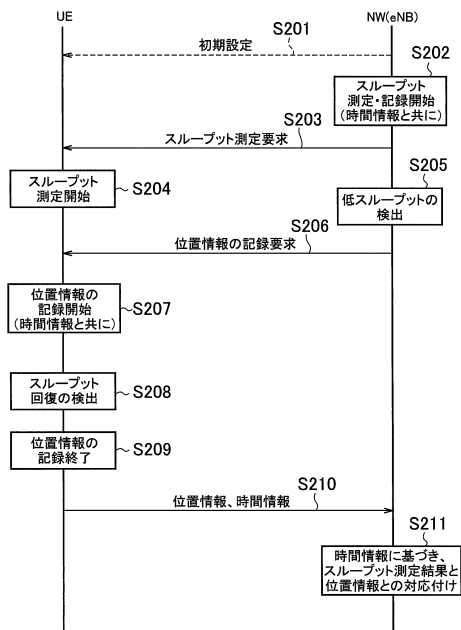 UE
NW(eNB)
S201
初期設定
S202
スループット
測定・記録開始
(時間情報と共に)
S203
スループット測定要求
スループット
測定開始
S204
S205
低スループットの
検出
S206
位置情報の記録要求
位置情報の
記録開始
(時間情報と共に)
S207
スループット
回復の検出
S208
位置情報の
記録終了
S209
S210
位置情報、時間情報
S211
時間情報に基づき、
スループット測定結果と
位置情報との対応付け